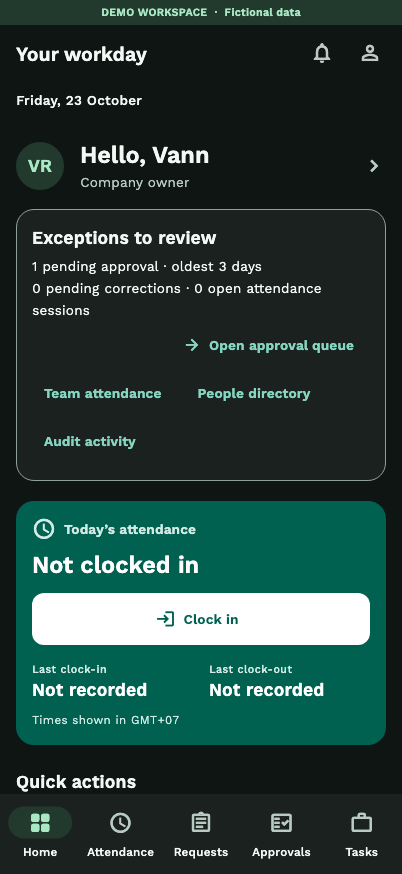 DEMO WORKSPACE · Fictional data
Your workday
Friday, 23 October
VR
Hello, Vann
Company owner
Exceptions to review
1 pending approval · oldest 3 days
0 pending corrections · 0 open attendance
sessions
Open approval queue
Team attendance People directory
Audit activity
Today's attendance
Not clocked in
Clock in
Last clock-in Last clock-out
Not recorded Not recorded
Times shown in GMT+07
Quick actions
Home Attendance Requests Approvals Tasks